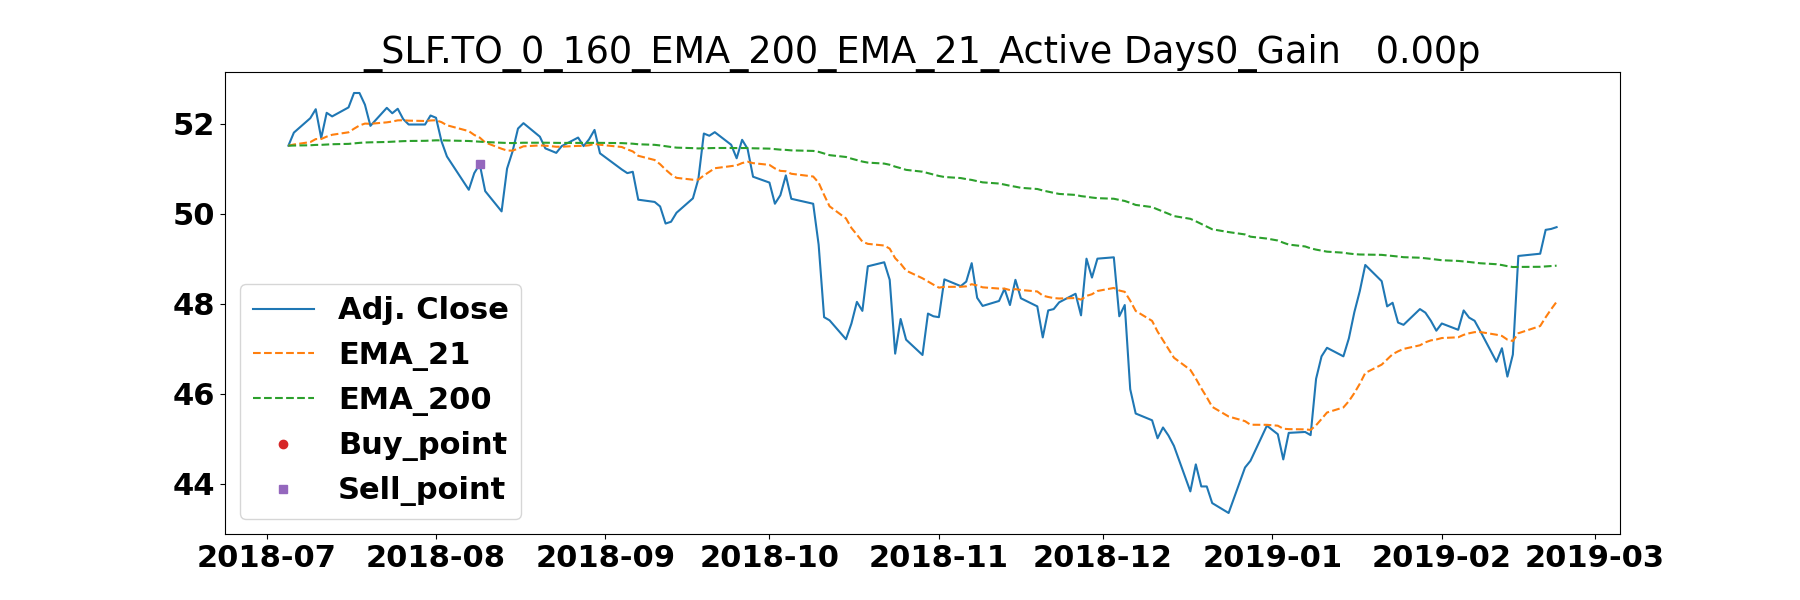 _SLF.TO_0_160_EMA_200_EMA_21_Active Days0_Gain   0.00p
52
50
48
46
44
Adj. Close
EMA_21
EMA_200
Buy_point
Sell_point
2018-07 2018-08 2018-09 2018-10 2018-11 2018-12 2019-01 2019-02 2019-03